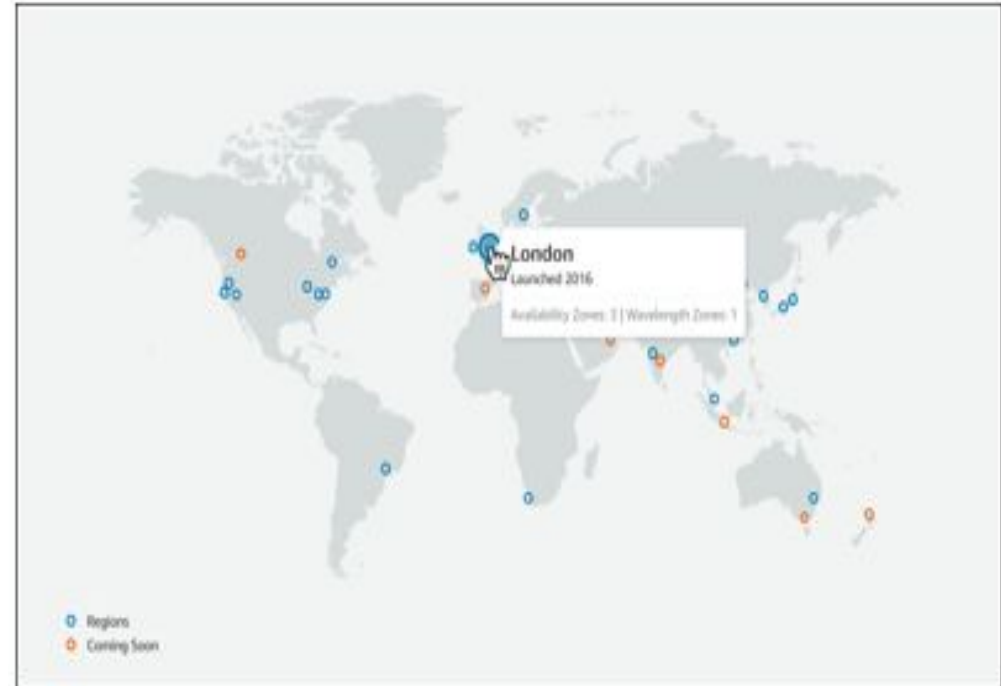 London
Launched 2016
Availability Zones: 3 | Wavelength Zones: 1
Regions
Coming Soon